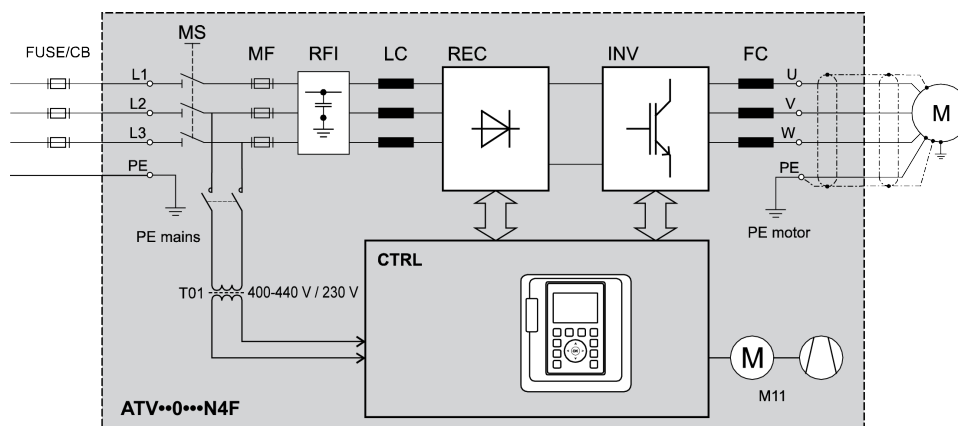 FUSE/CB
MS
MF
RFI
LC
REC
INV
FC
L1
L2
L3
PE
U
V
W
PE
M
PE mains
PE motor
CTRL
T01
400-440 V / 230 V
OK
M
M11
ATV••0•••N4F